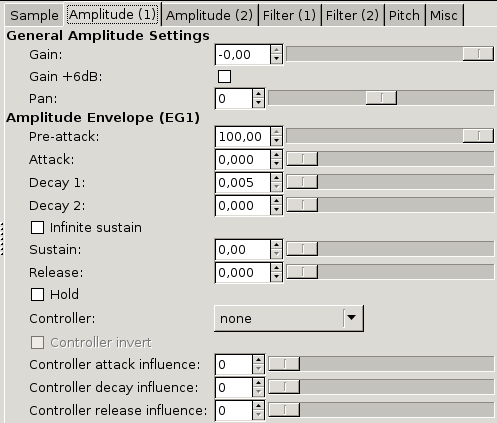 Sample Amplitude (1) Amplitude (2) Filter (1) Filter (2) Pitch Misc
General Amplitude Settings
Gain: -0,00
Gain +6dB:
Pan: 0
Amplitude Envelope (EG1)
Pre-attack: 100,00
Attack: 0,000
Decay 1: 0,005
Decay 2: 0,000
Infinite sustain
Sustain: 0,00
Release: 0,000
Hold
Controller: none
Controller invert
Controller attack influence: 0
Controller decay influence: 0
Controller release influence: 0